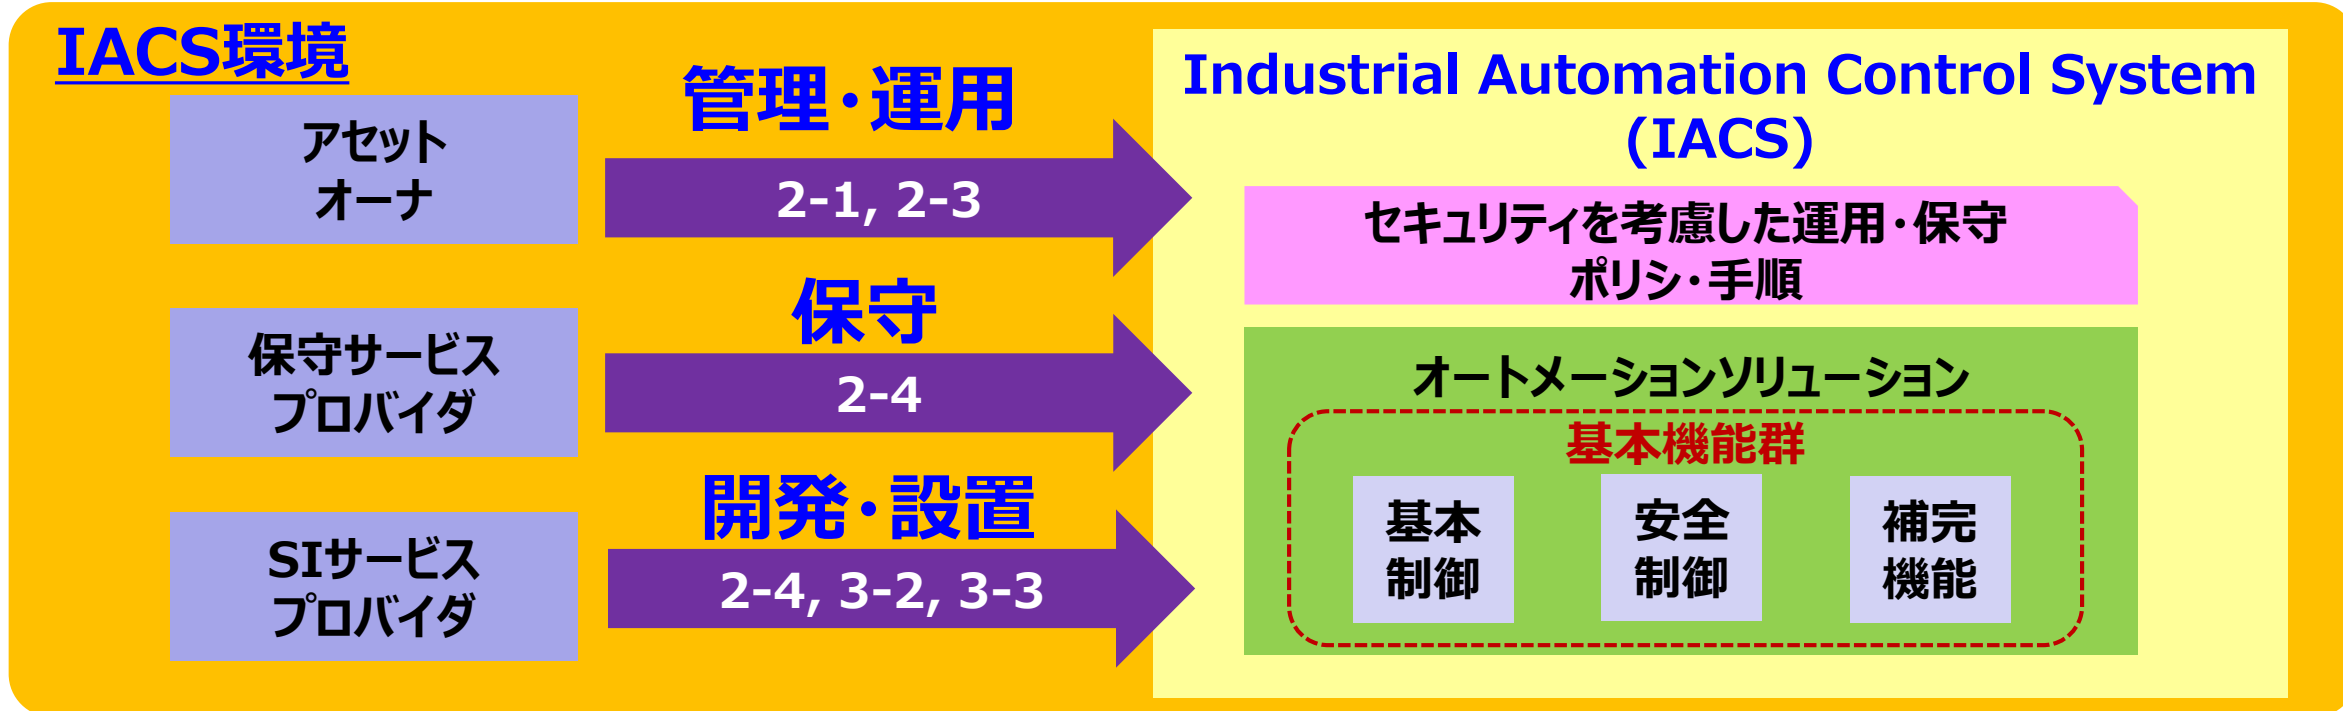 IACS環境
アセット
オーナ
管理・運用
2-1, 2-3
保守サービス
プロバイダ
保守
2-4
SIサービス
プロバイダ
開発・設置
2-4, 3-2, 3-3
Industrial Automation Control System
(IACS)
セキュリティを考慮した運用・保守
ポリシ・手順
オートメーションソリューション
基本機能群
基本
制御
安全
制御
補完
機能